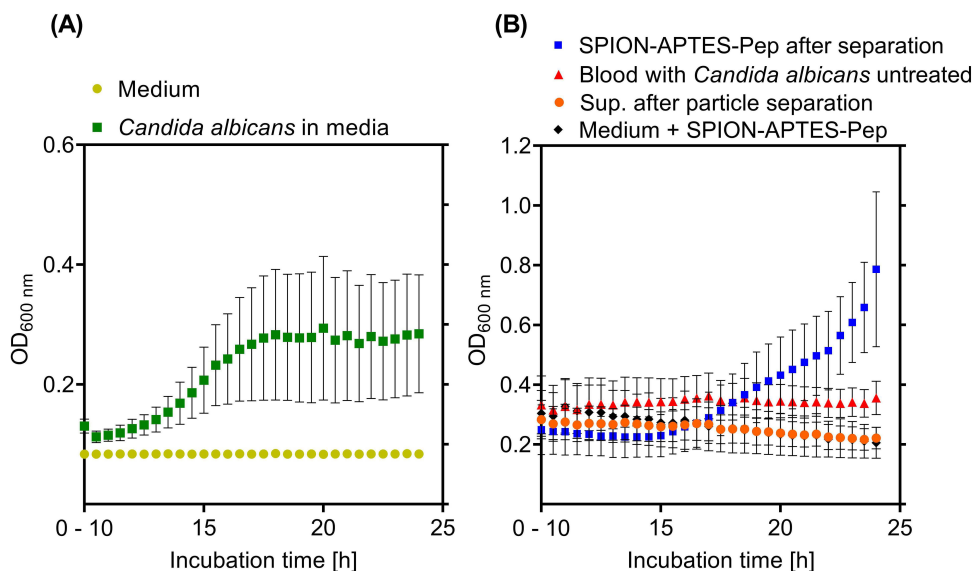 (A)
Medium
Candida albicans in media
0.6
0.4
0.2
OD600 nm
0 - 10
15
20
25
Incubation time [h]
(B)
SPION-APTES-Pep after separation
Blood with Candida albicans untreated
Sup. after particle separation
Medium + SPION-APTES-Pep
1.2
1.0
0.8
0.6
0.4
0.2
OD600 nm
0 - 10
15
20
25
Incubation time [h]